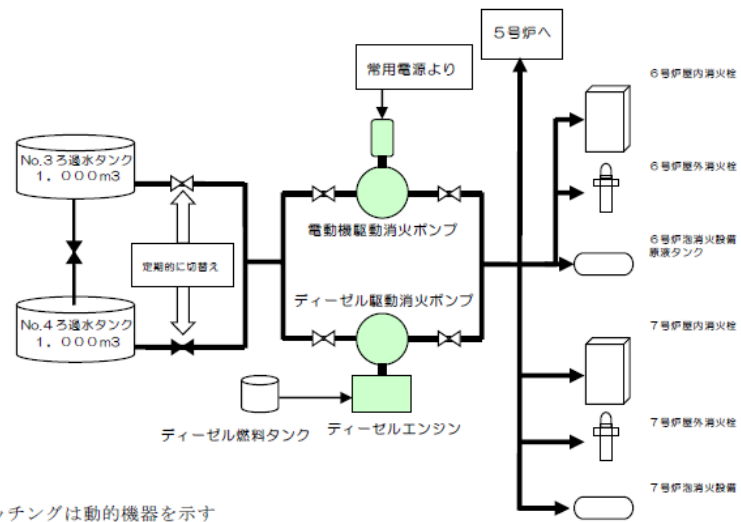 5号炉へ
常用電源より
6号炉屋内消火栓
No.3ろ過水タンク
1,000m3
6号炉屋外消火栓
電動機駆動消火ポンプ
6号炉泡消火設備
原液タンク
定期的に切替え
ディーゼル駆動消火ポンプ
No.4ろ過水タンク
1,000m3
7号炉屋内消火栓
ディーゼル燃料タンク
ディーゼルエンジン
7号炉屋外消火栓
7号炉泡消火設備
ッチングは動的機器を示す